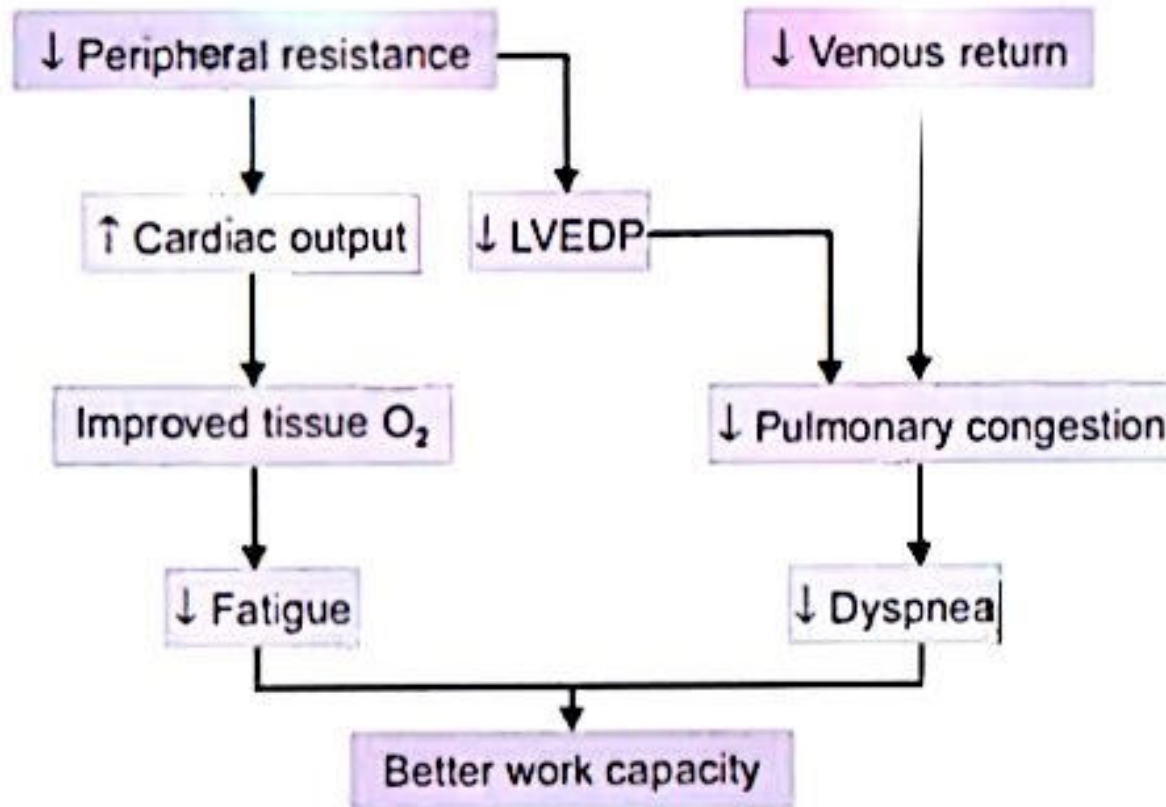 ↓ Peripheral resistance
↓ Venous return
↑ Cardiac output
↓ LVEDP
Improved tissue O₂
↓ Pulmonary congestion
↓ Fatigue
↓ Dyspnea
Better work capacity